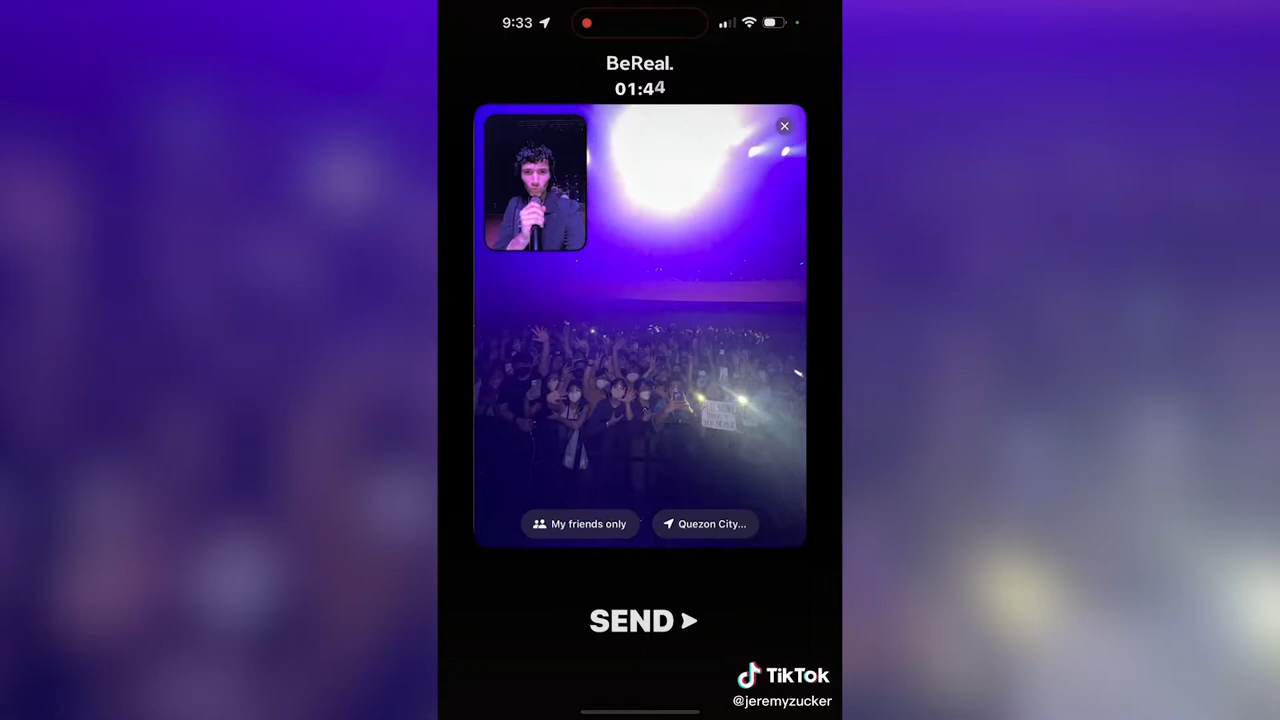 9:33
BeReal.
01:44
My friends only
Quezon City...
SEND
TikTok
@jeremyzucker